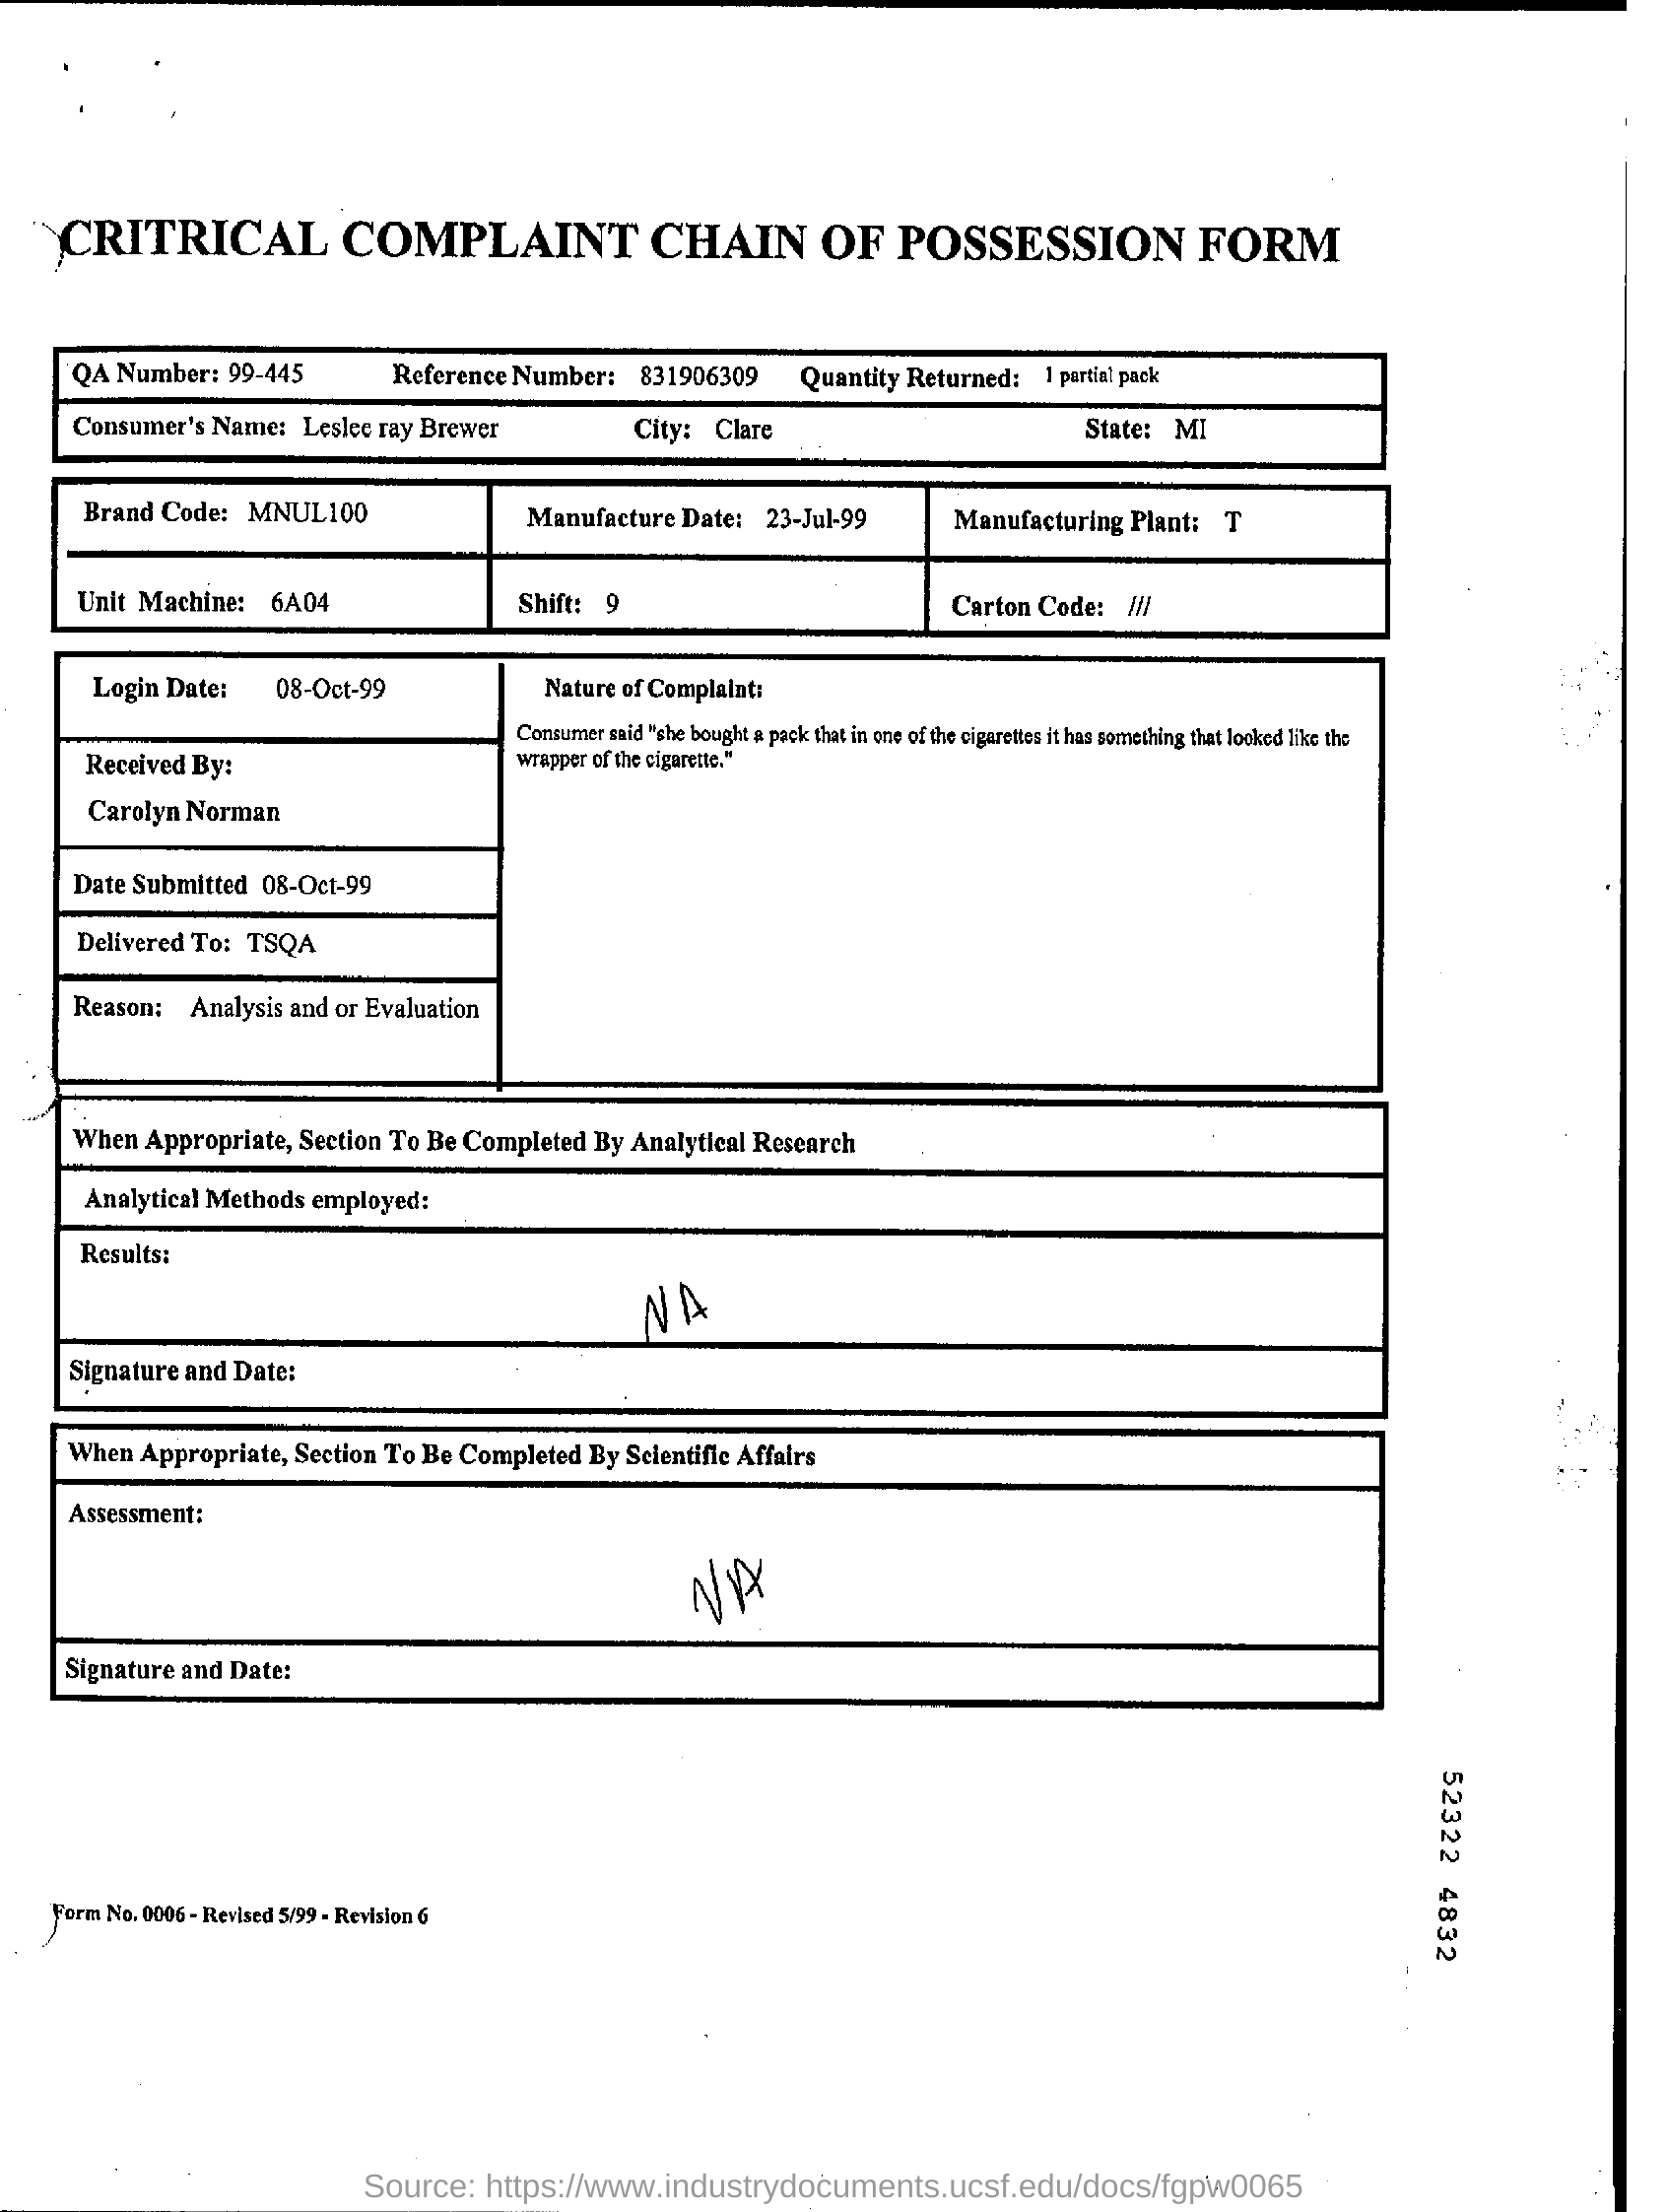 CRITRICAL COMPLAINT CHAIN OF POSSESSION FORM
QA Number: 99-445 Reference Number: 831906309 Quantity Returned: 1 partial pack
Consumer's Name: Leslee ray Brewer City: Clare State: MI
Brand Code: MNUL100 Manufacture Date: 23-Jul-99 Manufacturing Plant: T
Unit Machine: 6A04 Shift: 9 Carton Code: ///
Login Date: 08-Oct-99
Received By:
Carolyn Norman
Date Submitted 08-Oct-99
Delivered To: TSQA
Reason: Analysis and or Evaluation
Nature of Complaint:
Consumer said "she bought a pack that in one of the cigarettes it has something that looked like the
wrapper of the cigarette."
When Appropriate, Section To Be Completed By Analytical Research
Analytical Methods employed:
Results:
NA
Signature and Date:
When Appropriate, Section To Be Completed By Scientific Affairs
Assessment:
NA
Signature and Date:
52322 4832
Form No. 0006 - Revised 5/99 - Revision 6
Source: https://www.industrydocuments.ucsf.edu/docs/fgpw0065